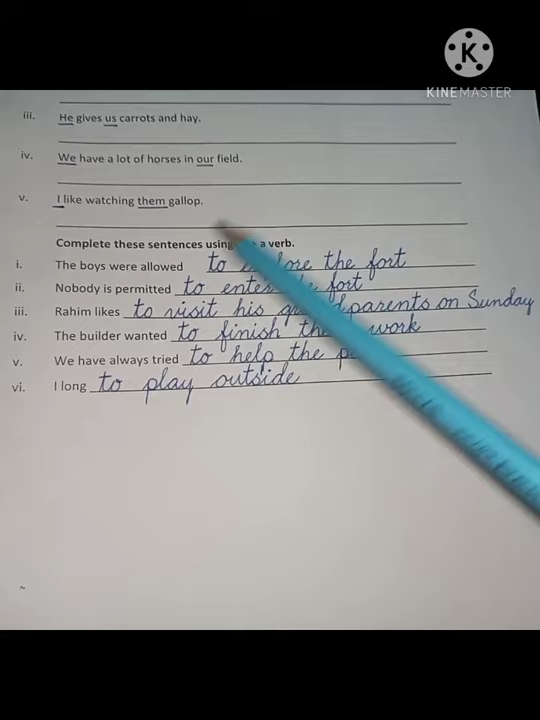 K
KINEMASTER
iii. He gives us carrots and hay.
iv. We have a lot of horses in our field.
v. I like watching them gallop.
Complete these sentences using a verb.
i. The boys were allowed to the fort
ii. Nobody is permitted to enter fort
iii. Rahim likes to visit his parents on Sunday
iv. The builder wanted to finish work
v. We have always tried to help the
vi. I long to play outside